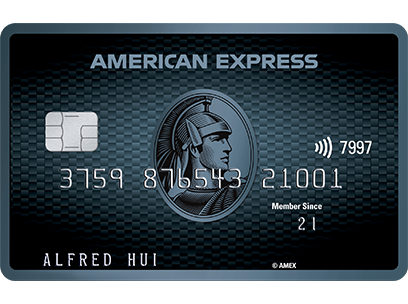 AMERICAN EXPRESS
7997
3759 876543 21001
Member Since
21
ALFRED HUI
© AMEX